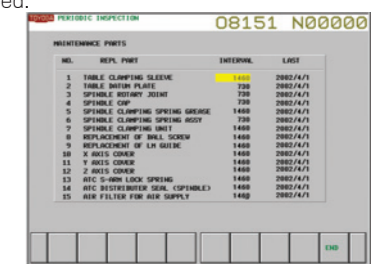 ed.
TOYODA PERIODIC INSPECTION O8151 N00000
MAINTENANCE PARTS
NO. REPL PART INTERVAL LAST
1 TABLE CLAMPING SLEEVE 1460 2002/4/1
2 TABLE DATUM PLATE 730 2002/4/1
3 SPINDLE ROTARY JOINT 730 2002/4/1
4 SPINDLE CAP 730 2002/4/1
5 SPINDLE CLAMPING SPRING GREASE 1460 2002/4/1
6 SPINDLE CLAMPING SPRING ASSY 730 2002/4/1
7 SPINDLE CLAMPING UNIT 1460 2002/4/1
8 REPLACEMENT OF BALL SCREW 1460 2002/4/1
9 REPLACEMENT OF LM GUIDE 1460 2002/4/1
10 X AXIS COVER 1460 2002/4/1
11 Y AXIS COVER 1460 2002/4/1
12 Z AXIS COVER 1460 2002/4/1
13 ATC S-ARM LOCK SPRING 1460 2002/4/1
14 ATC DISTRIBUTER SEAL (SPINDLE) 1460 2002/4/1
15 AIR FILTER FOR AIR SUPPLY 1460 2002/4/1
END